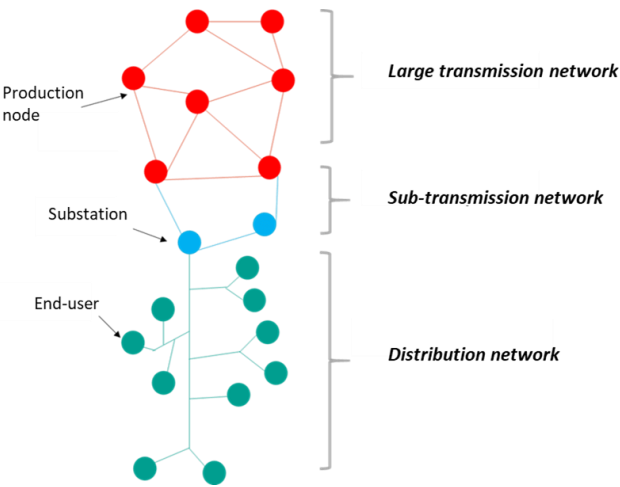 Large transmission network
Production
node
Sub-transmission network
Substation
End-user
Distribution network